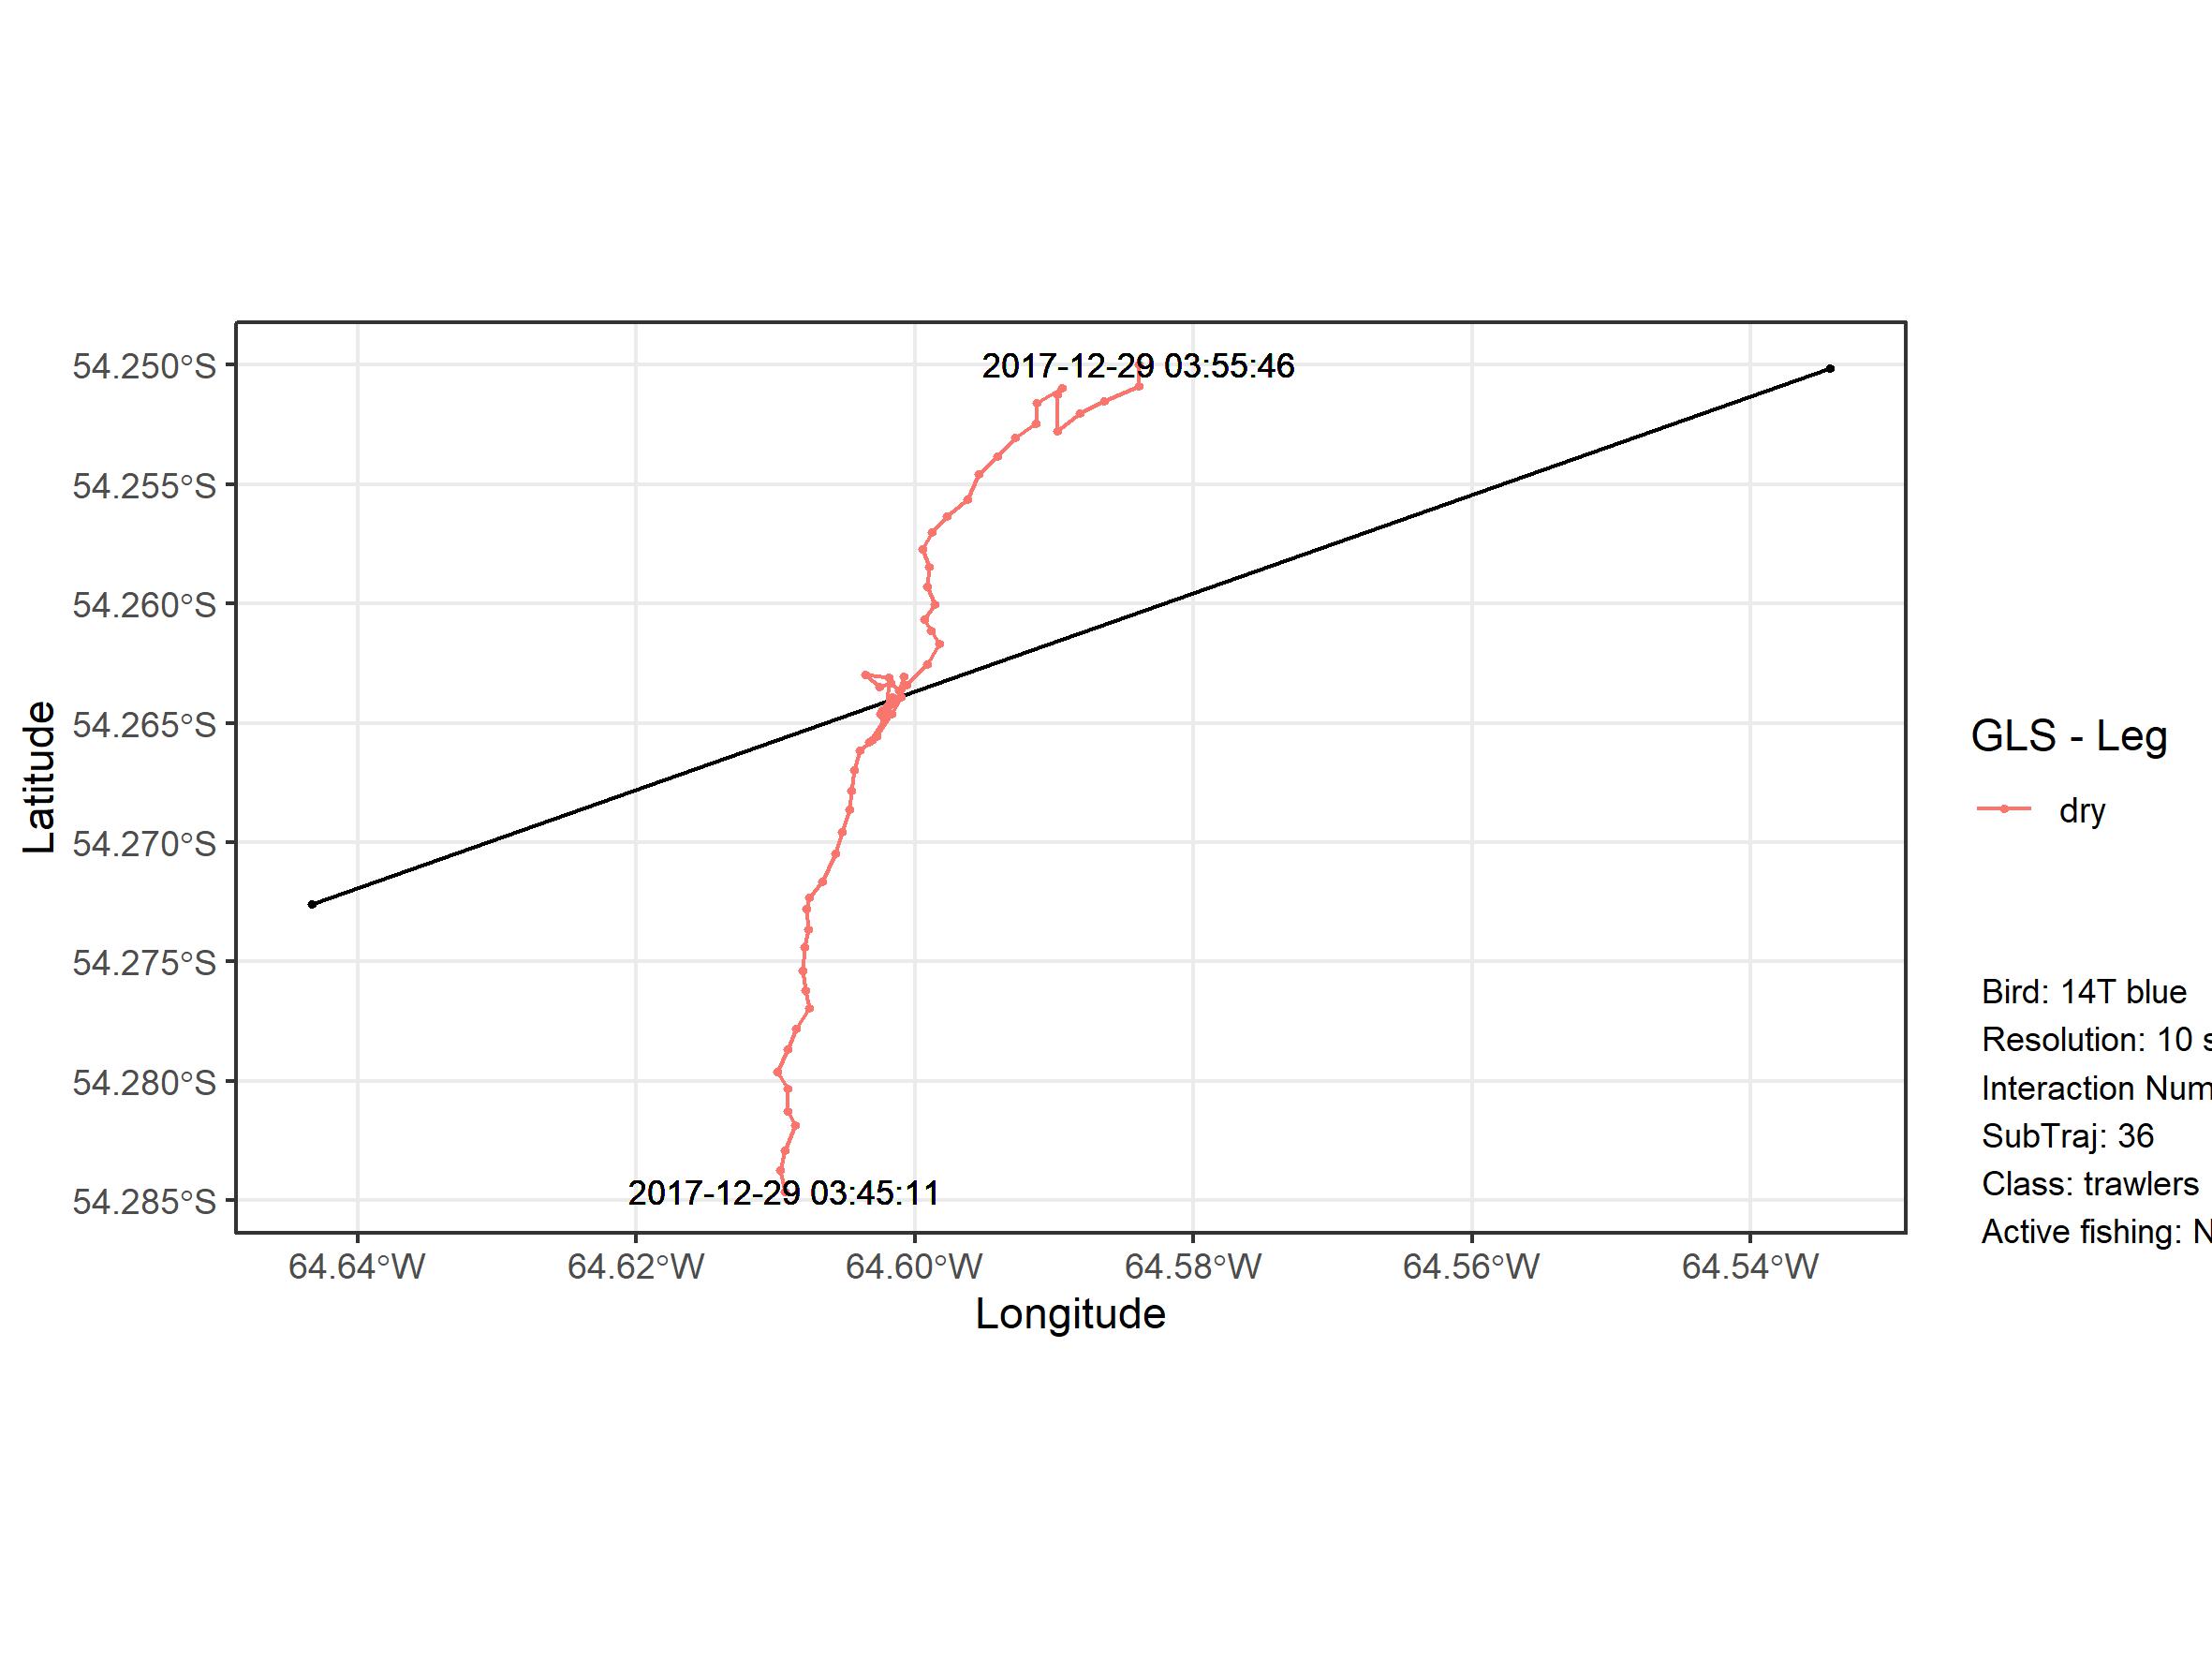 2017-12-29 03:55:46
2017-12-29 03:45:11
54.250°S
54.255°S
54.260°S
54.265°S
54.270°S
54.275°S
54.280°S
54.285°S
64.64°W
64.62°W
64.60°W
64.58°W
64.56°W
64.54°W
Longitude
Latitude
GLS - Leg
dry
Bird: 14T blue
Resolution: 10 s
Interaction Num
SubTraj: 36
Class: trawlers
Active fishing: N